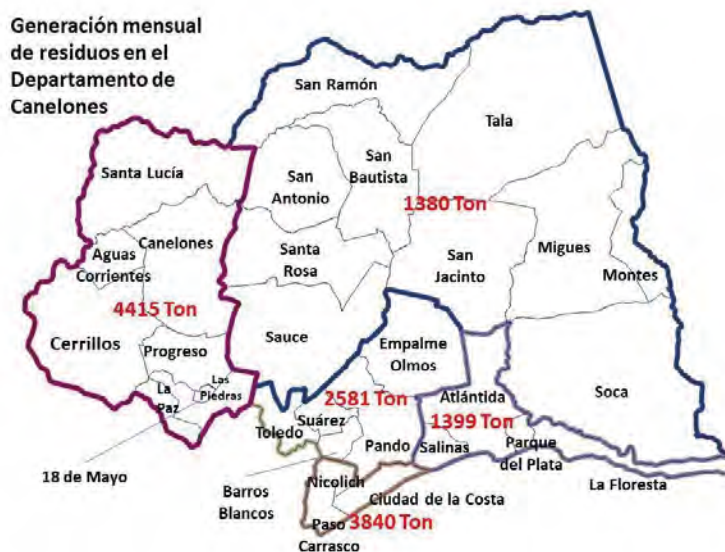 Generación mensual
de residuos en el
Departamento de
Canelones
San Ramón
Tala
Santa Lucía
San
Bautista
San
Antonio
1380 Ton
Aguas
Corrientes
Canelones
Santa
Rosa
San
Jacinto
Migues
Montes
4415 Ton
Cerrillos
Progreso
Sauce
Empalme
Olmos
La
Paz
Las
Piedras
2581 Ton
Atlántida
Soca
1399 Ton
Toledo
Suárez
Pando
Salinas
Parque
del Plata
18 de Mayo
Barros
Blancos
Nicolich
Ciudad de la Costa
La Floresta
Paso
Carrasco
3840 Ton